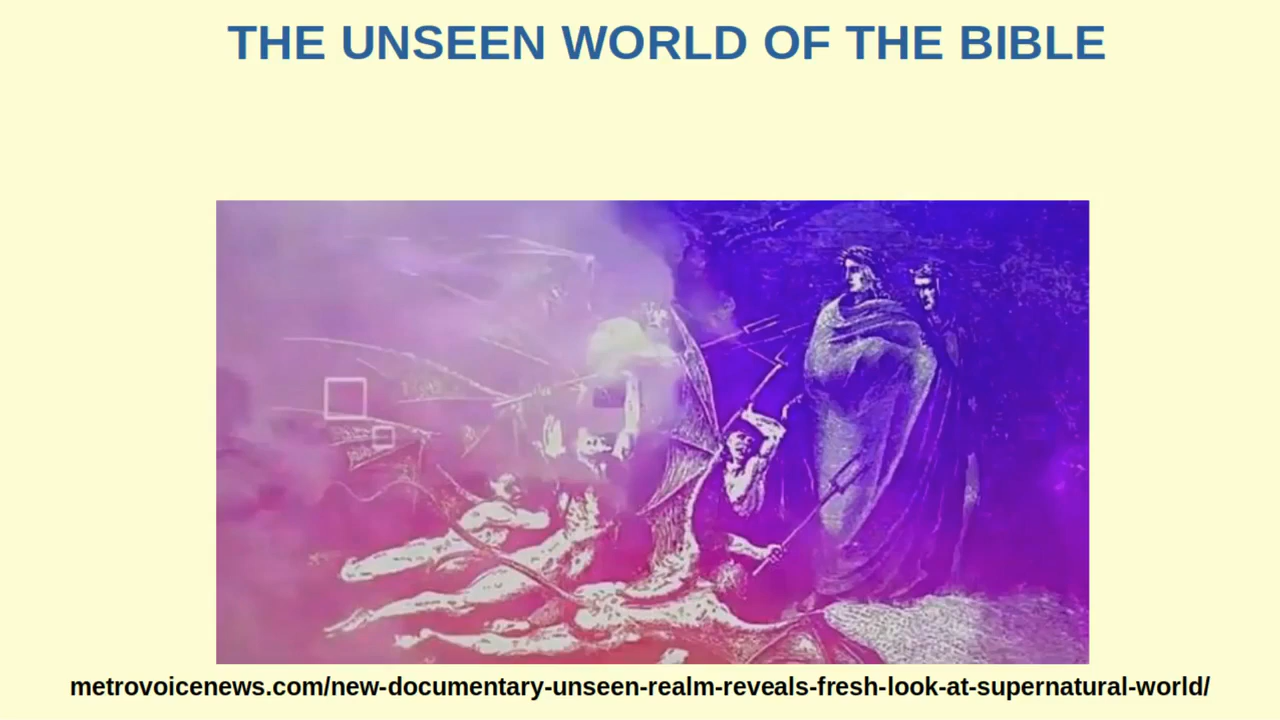 THE UNSEEN WORLD OF THE BIBLE
metrovoicenews.com/new-documentary-unseen-realm-reveals-fresh-look-at-supernatural-world/